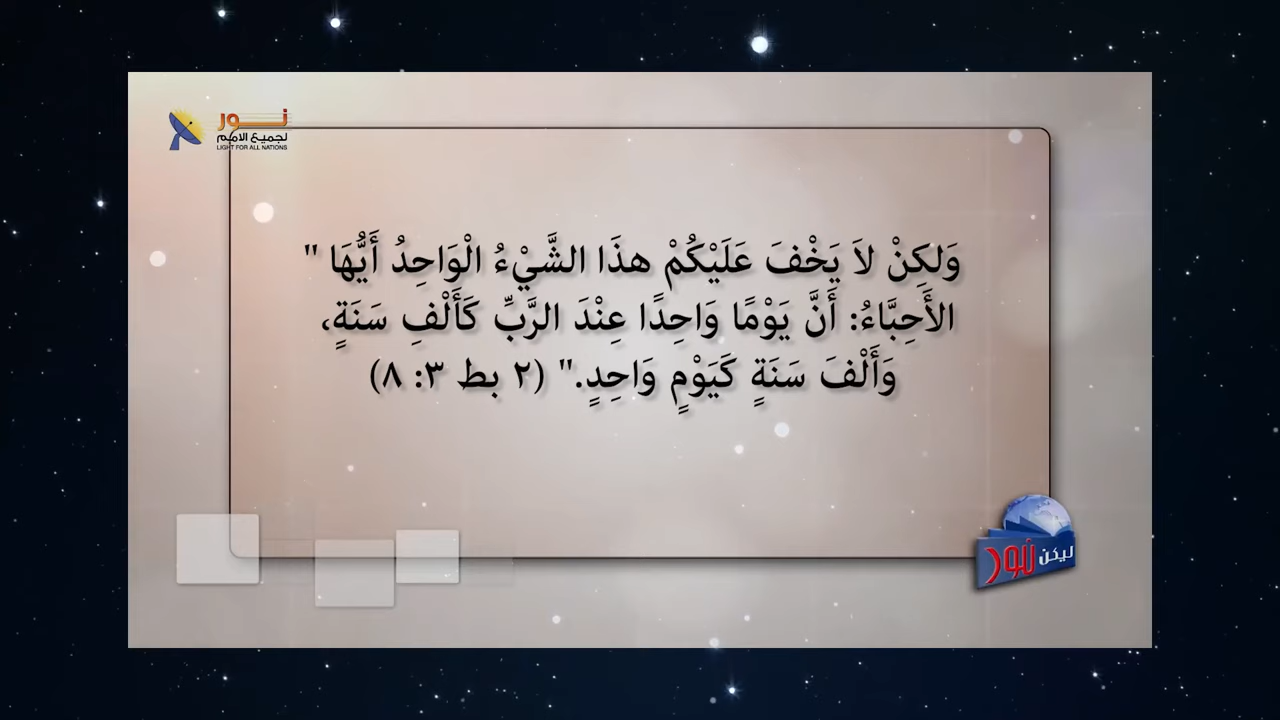 نور
لجميع الامم
LIGHT FOR ALL NATIONS
وَلكِنْ لاَ يَخْفَ عَلَيْكُمْ هذَا الشَّيْءُ الْوَاحِدُ أَيُّهَا "
الأَحِبَّاءُ: أَنَّ يَوْمًا وَاحِدًا عِنْدَ الرَّبِّ كَأَلْفِ سَنَةٍ،
وَأَلْفَ سَنَةٍ كَيَوْمٍ وَاحِدٍ." (٢ بط ٣: ٨)
ليكن نور